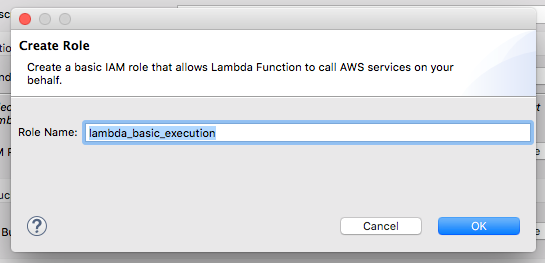 Create Role
Create a basic IAM role that allows Lambda Function to call AWS services on your
behalf.
Role Name: lambda_basic_execution
? Cancel OK